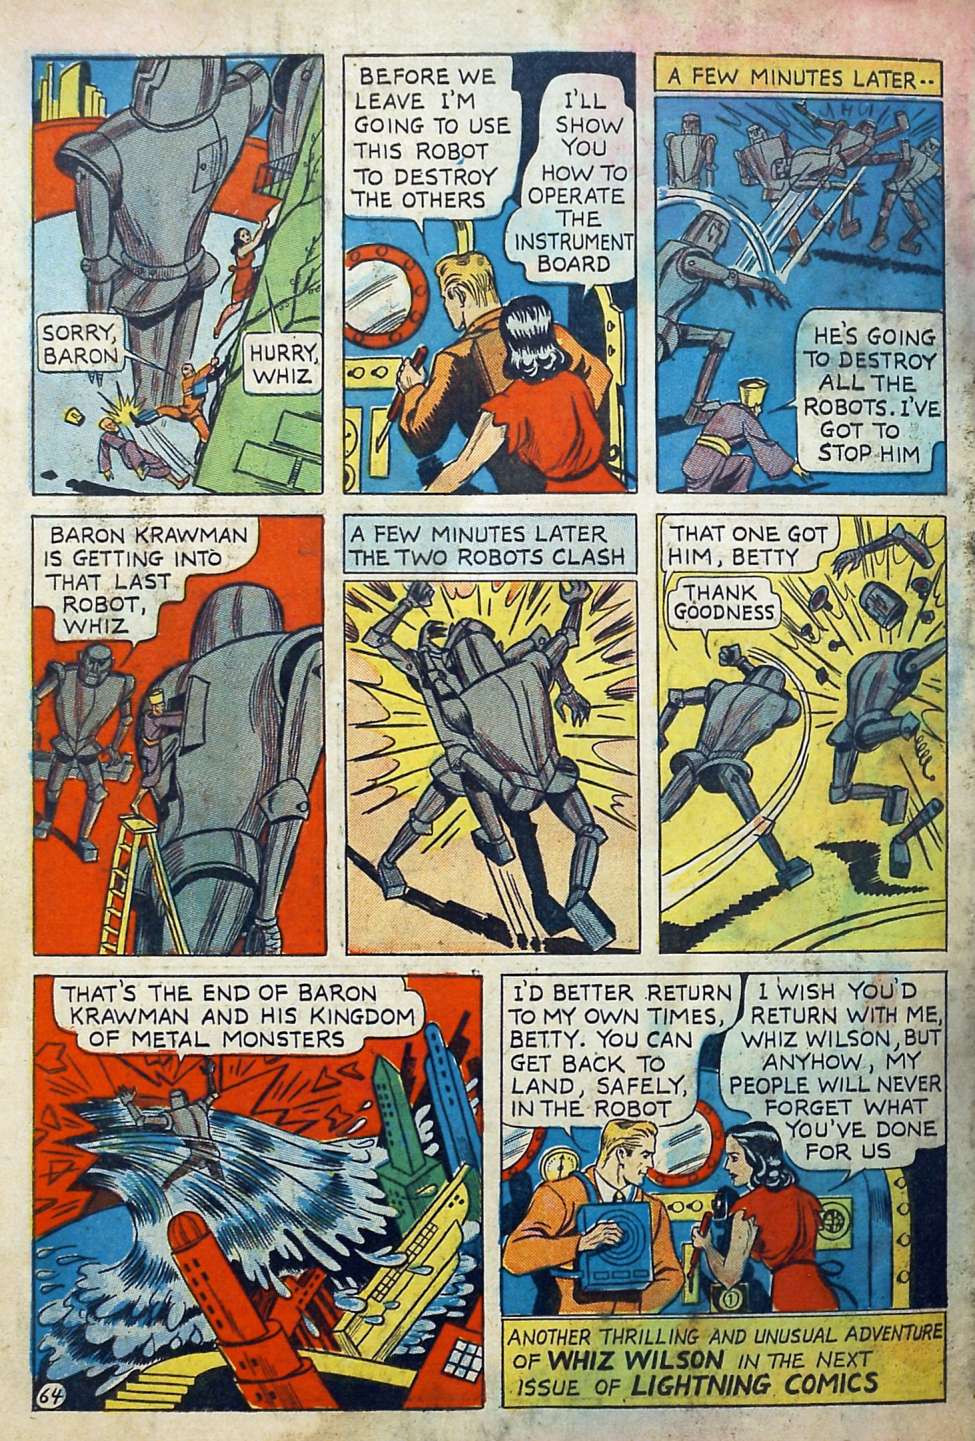 SORRY,
BARON
HURRY,
WHIZ
BEFORE WE
LEAVE I'M
GOING TO USE
THIS ROBOT
TO DESTROY
THE OTHERS
I'LL
SHOW
YOU
HOW TO
OPERATE
THE
INSTRUMENT
BOARD
A FEW MINUTES LATER--
HE'S GOING
TO DESTROY
ALL THE
ROBOTS. I'VE
GOT TO
STOP HIM
BARON KRAWMAN
IS GETTING INTO
THAT LAST
ROBOT,
WHIZ
A FEW MINUTES LATER
THE TWO ROBOTS CLASH
THAT ONE GOT
HIM, BETTY
THANK
GOODNESS
THAT'S THE END OF BARON
KRAWMAN AND HIS KINGDOM
OF METAL MONSTERS
64
I'D BETTER RETURN
TO MY OWN TIMES,
BETTY. YOU CAN
GET BACK TO
LAND, SAFELY,
IN THE ROBOT
I WISH YOU'D
RETURN WITH ME,
WHIZ WILSON, BUT
ANYHOW, MY
PEOPLE WILL NEVER
FORGET WHAT
YOU'VE DONE
FOR US
1
ANOTHER THRILLING AND UNUSUAL ADVENTURE
OF WHIZ WILSON IN THE NEXT
ISSUE OF LIGHTNING COMICS